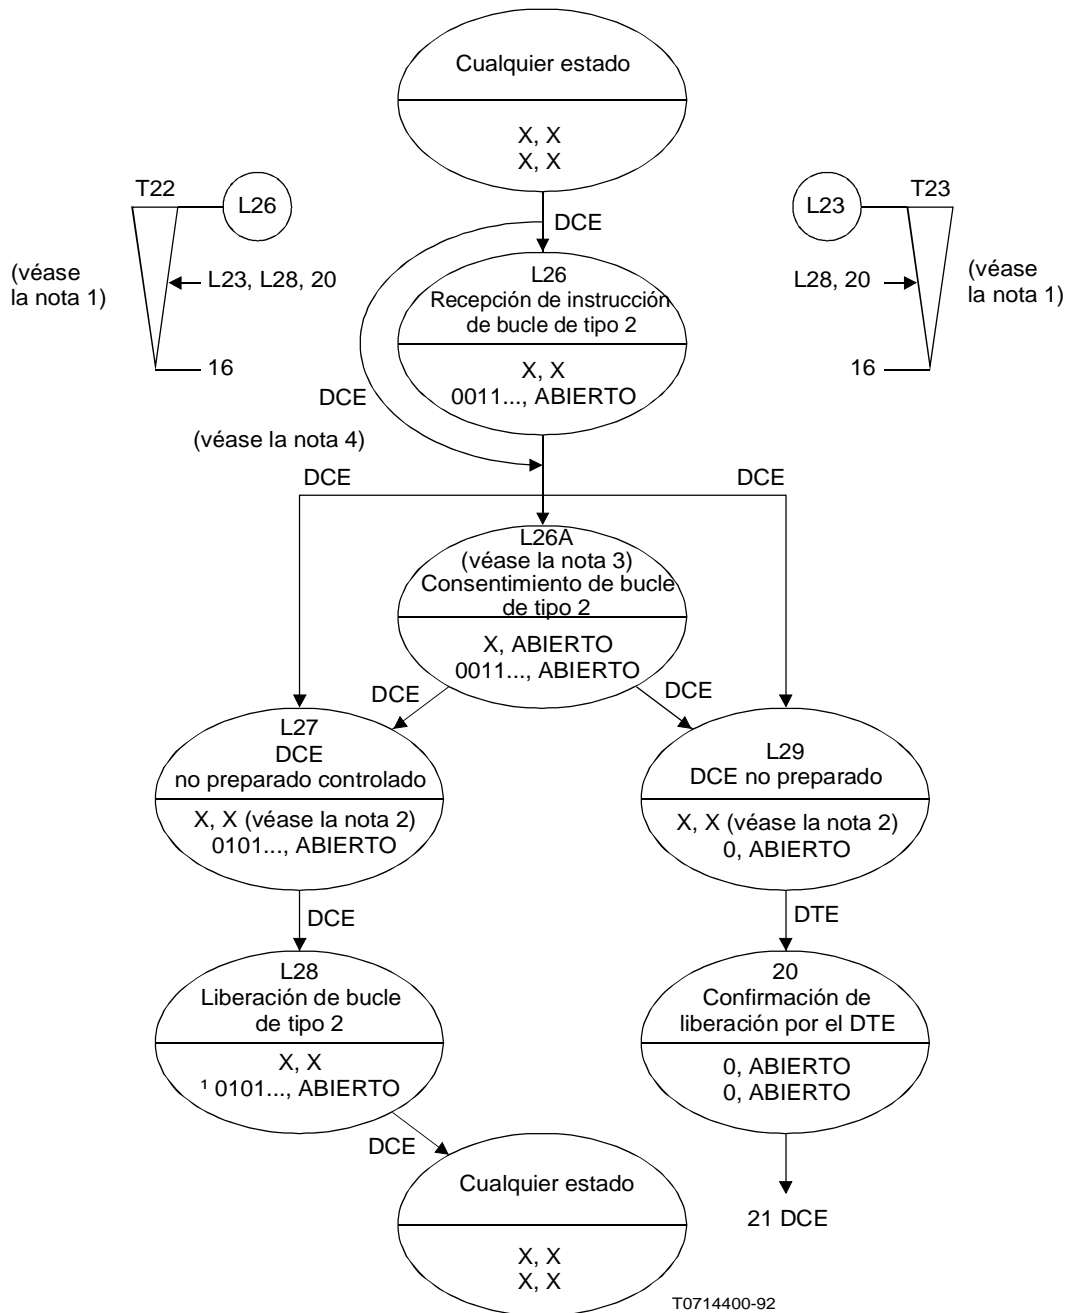 Cualquier estado
X, X
X, X
T22
L26
(véase
la nota 1)
L23, L28, 20
16
DCE
L23
T23
L28, 20
(véase
la nota 1)
16
L26
Recepción de instrucción
de bucle de tipo 2
X, X
0011..., ABIERTO
DCE
(véase la nota 4)
DCE
DCE
L26A
(véase la nota 3)
Consentimiento de bucle
de tipo 2
X, ABIERTO
0011..., ABIERTO
DCE
DCE
L27
DCE
no preparado controlado
X, X (véase la nota 2)
0101..., ABIERTO
L29
DCE no preparado
X, X (véase la nota 2)
0, ABIERTO
DCE
DTE
L28
Liberación de bucle
de tipo 2
X, X
¹ 0101..., ABIERTO
20
Confirmación de
liberación por el DTE
0, ABIERTO
0, ABIERTO
DCE
Cualquier estado
X, X
X, X
21 DCE
T0714400-92